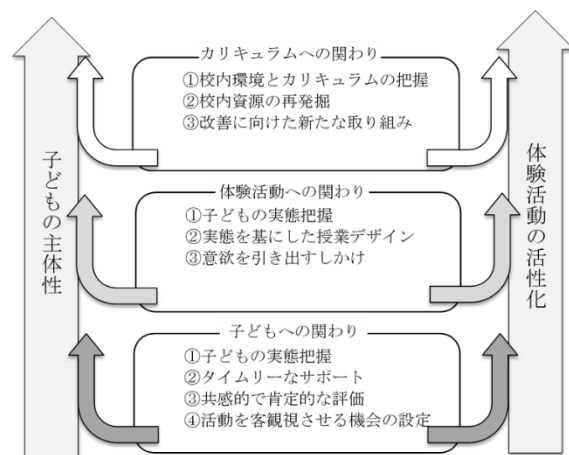 カリキュラムへの関わり
①校内環境とカリキュラムの把握
②校内資源の再発掘
③改善に向けた新たな取り組み
子どもの主体性
体験活動の活性化
体験活動への関わり
①子どもの実態把握
②実態を基にした授業デザイン
③意欲を引き出すしかけ
子どもへの関わり
①子どもの実態把握
②タイムリーなサポート
③共感的で肯定的な評価
④活動を客観視させる機会の設定